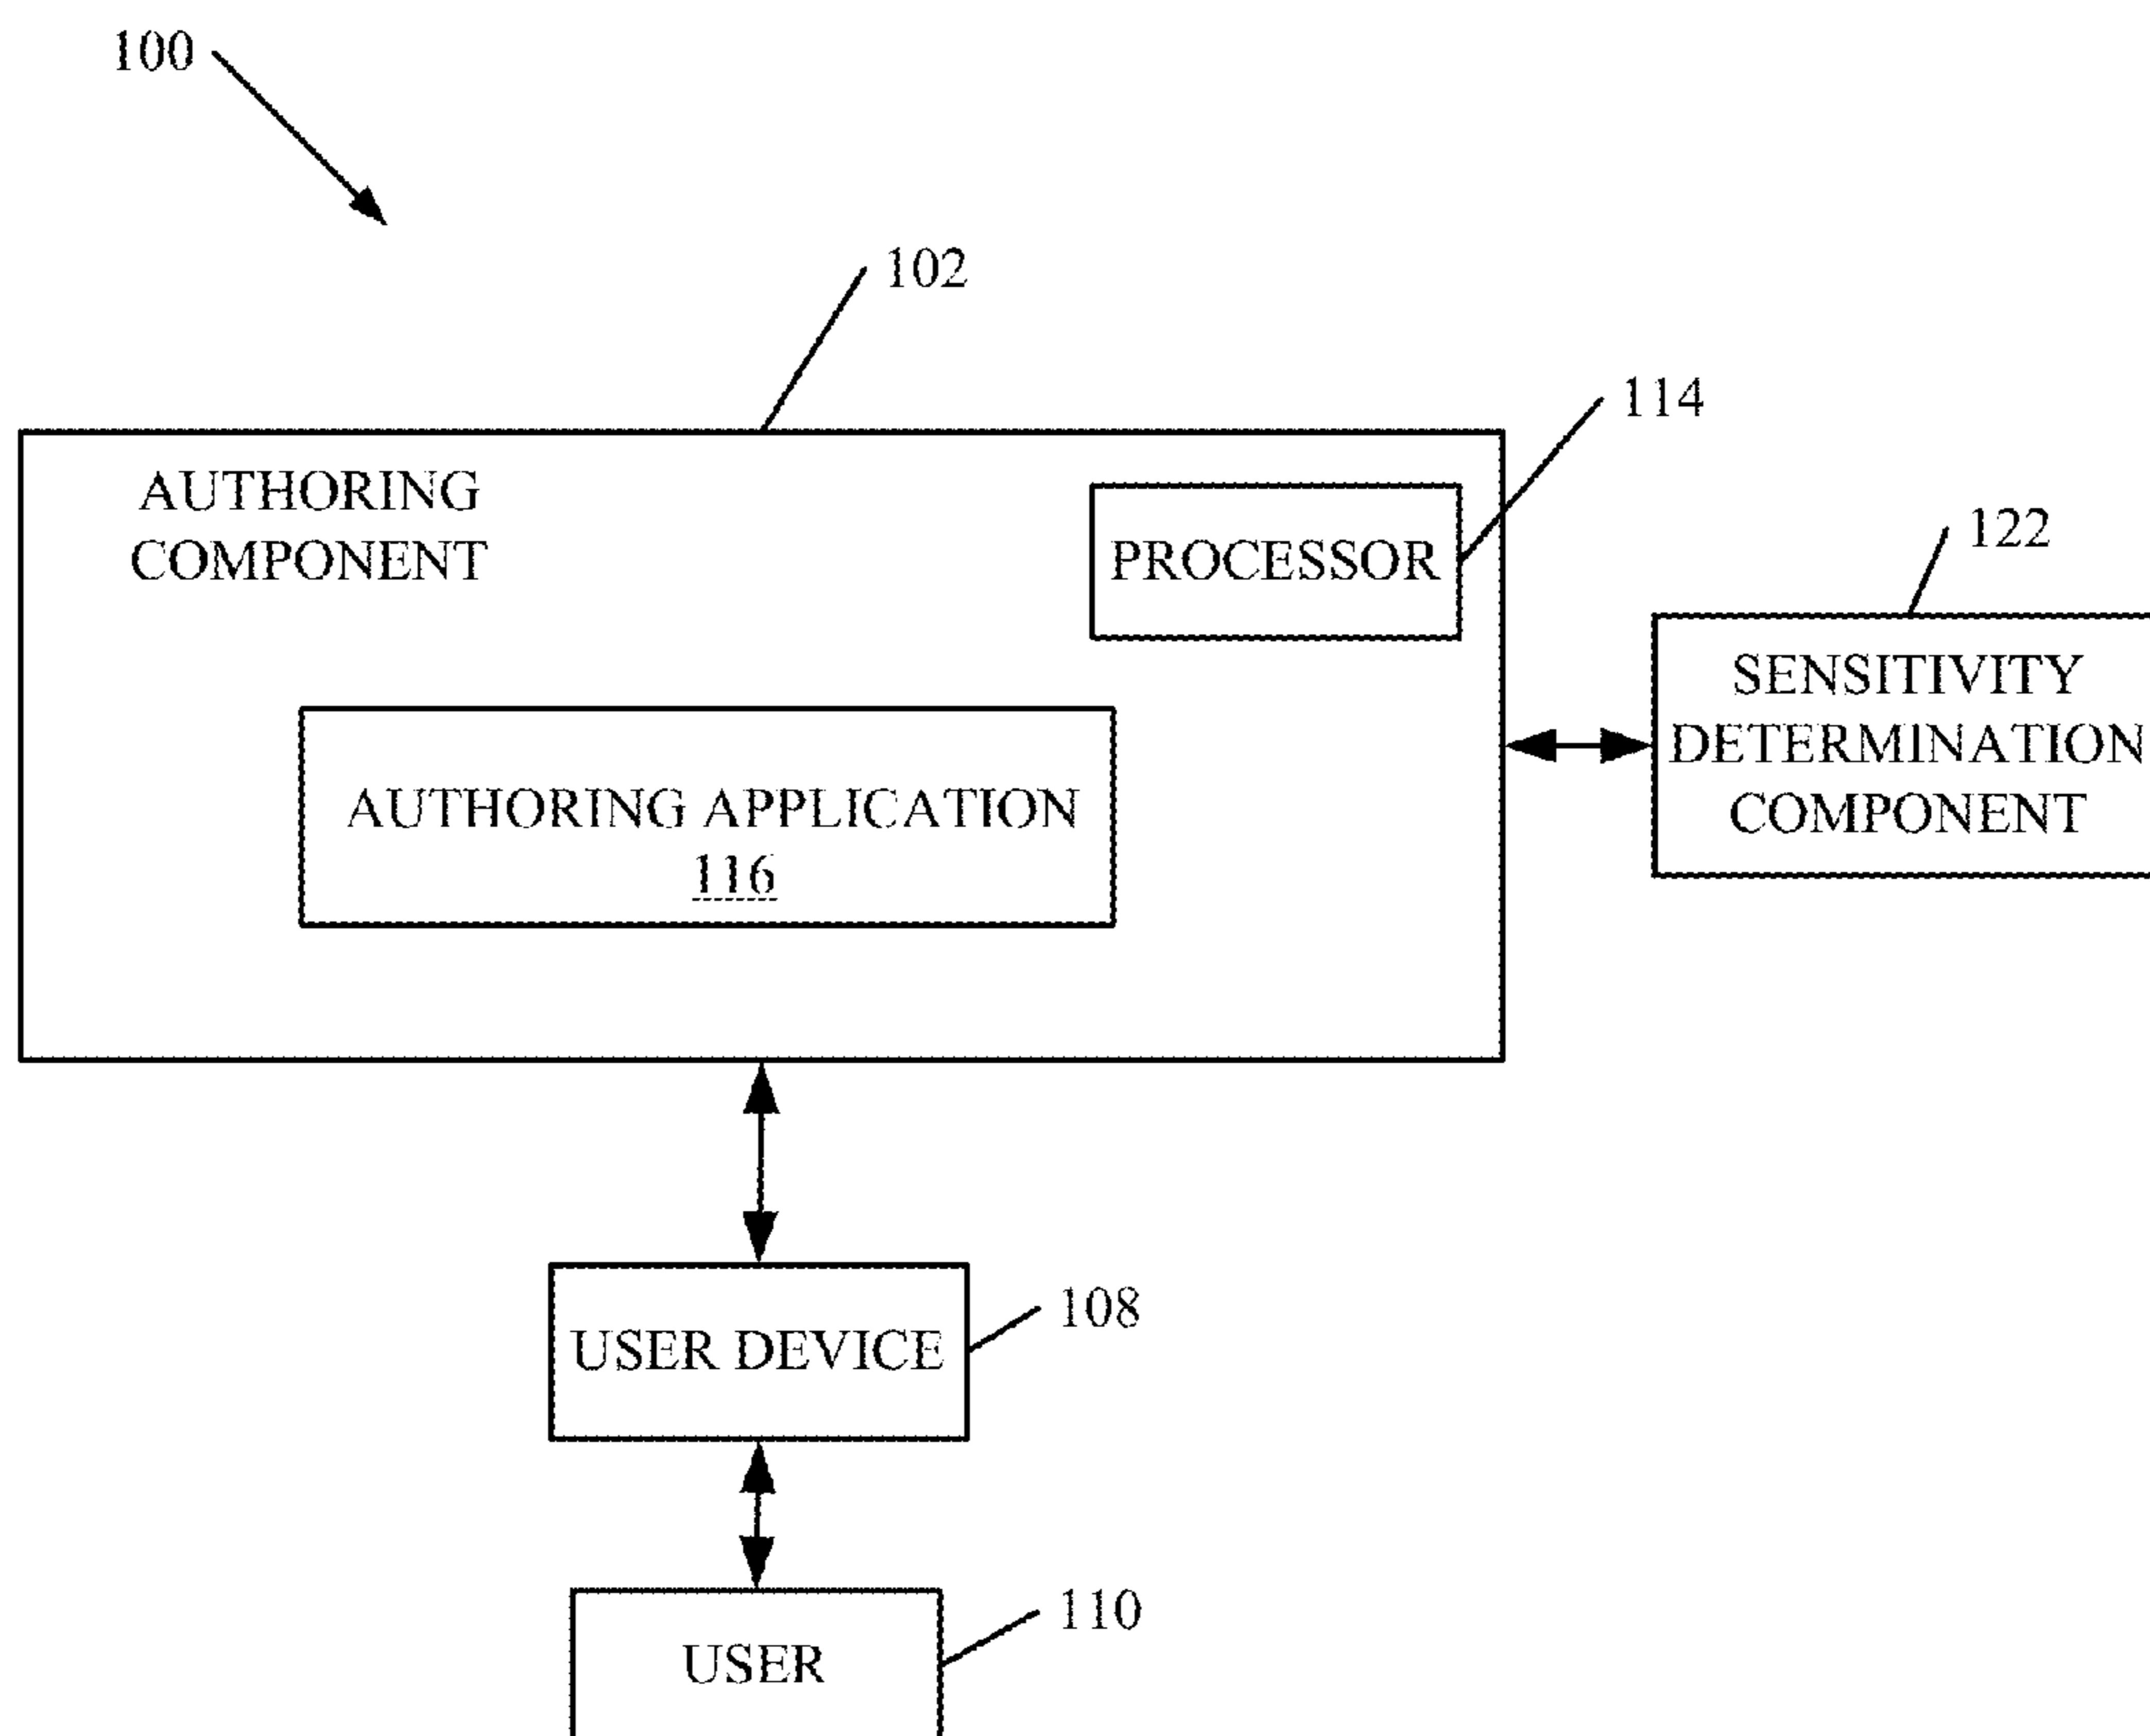 100
102
114
AUTHORING
COMPONENT
PROCESSOR
122
SENSITIVITY
DETERMINATION
COMPONENT
AUTHORING APPLICATION
116
108
USER DEVICE
110
USER